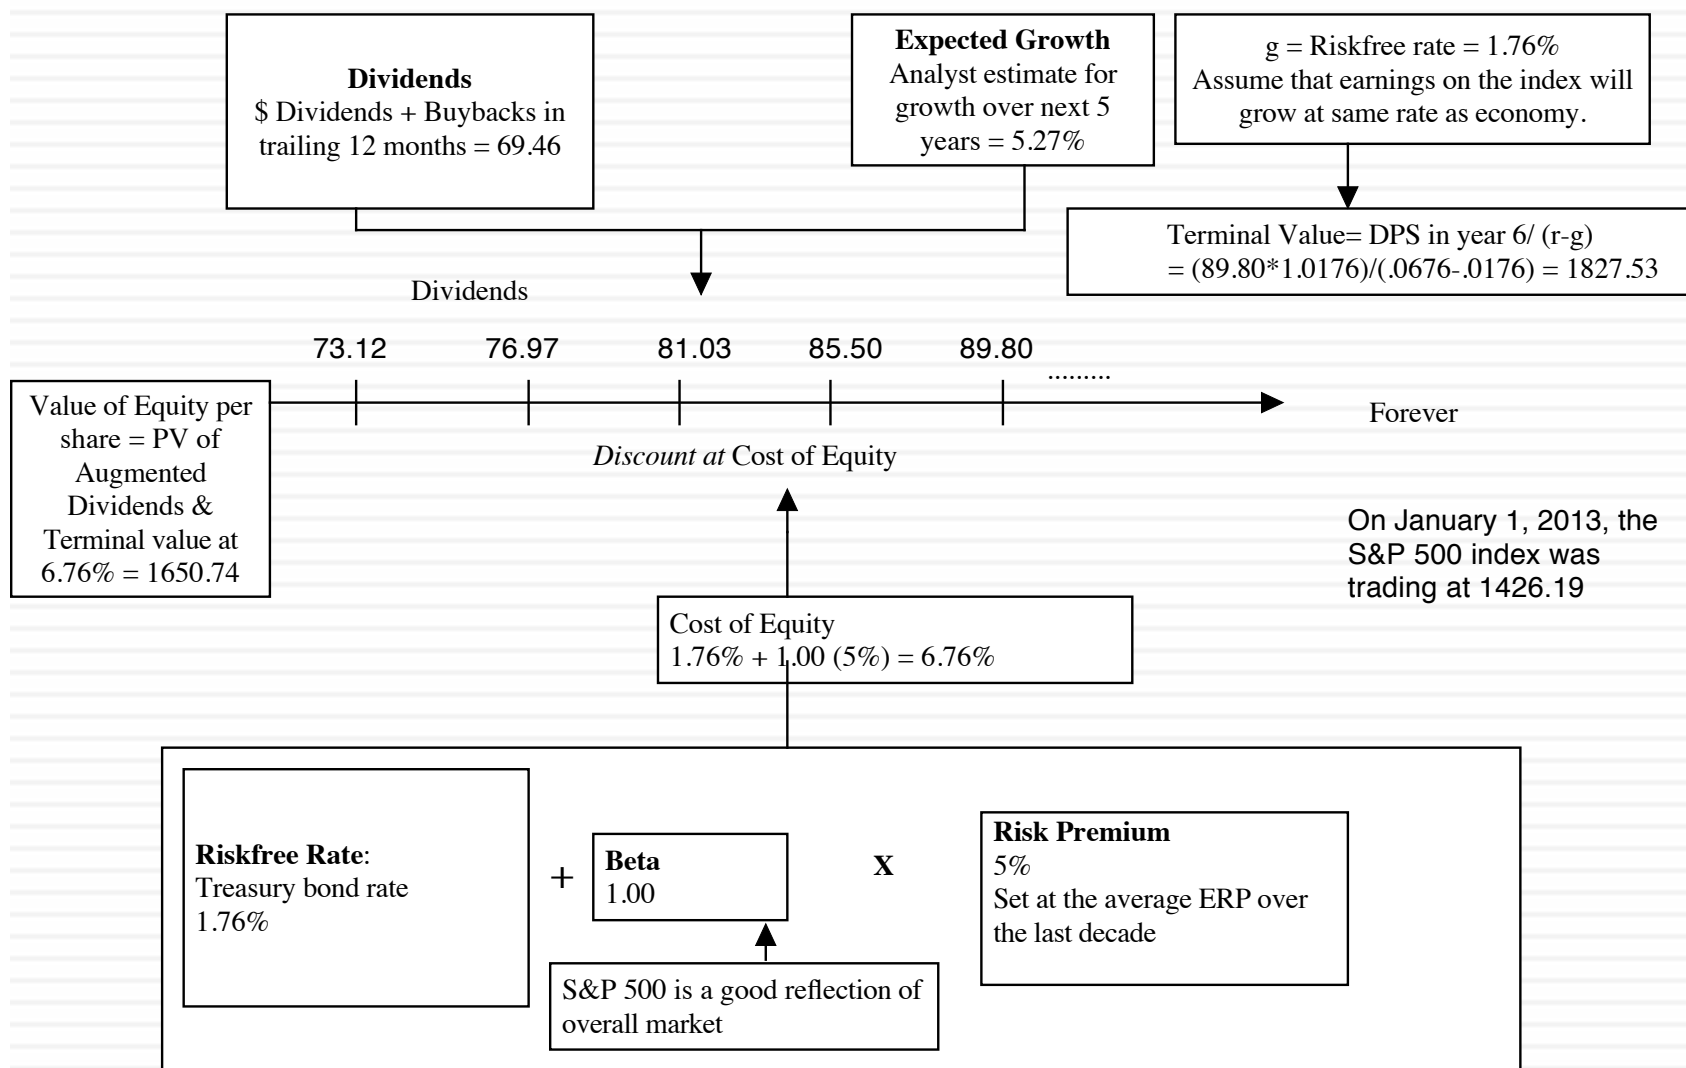 Dividends
$ Dividends + Buybacks in
trailing 12 months = 69.46
Expected Growth
Analyst estimate for
growth over next 5
years = 5.27%
g = Riskfree rate = 1.76%
Assume that earnings on the index will
grow at same rate as economy.
Terminal Value= DPS in year 6/ (r-g)
= (89.80*1.0176)/(.0676-.0176) = 1827.53
Dividends
73.12 76.97 81.03 85.50 89.80
.........
Forever
Value of Equity per
share = PV of
Augmented
Dividends &
Terminal value at
6.76% = 1650.74
Discount at Cost of Equity
On January 1, 2013, the
S&P 500 index was
trading at 1426.19
Cost of Equity
1.76% + 1.00 (5%) = 6.76%
Riskfree Rate:
Treasury bond rate
1.76%
+
Beta
1.00
X
Risk Premium
5%
Set at the average ERP over
the last decade
S&P 500 is a good reflection of
overall market